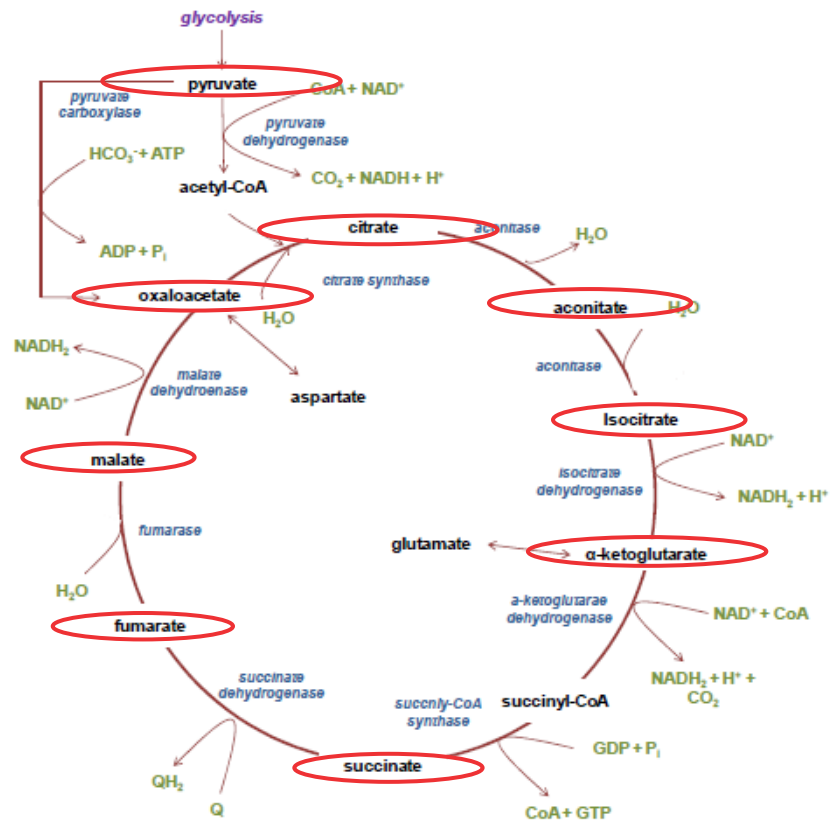 glycolysis
pyruvate
CoA + NAD⁺
pyruvate
carboxylase
pyruvate
dehydrogenase
HCO₃⁻ + ATP
CO₂ + NADH + H⁺
acetyl-CoA
citrate
aconitase
H₂O
ADP + Pᵢ
citrate synthase
oxaloacetate
H₂O
aconitate
H₂O
NADH₂
malate
dehydroenase
aconitase
NAD⁺
aspartate
Isocitrate
NAD⁺
malate
isocitrate
dehydrogenase
NADH₂ + H⁺
fumarase
glutamate
α-ketoglutarate
H₂O
a-ketoglutarae
dehydrogenase
NAD⁺ + CoA
fumarate
succinate
dehydrogenase
NADH₂ + H⁺ +
CO₂
succnly-CoA
synthase
succinyl-CoA
GDP + Pᵢ
succinate
QH₂
Q
CoA + GTP